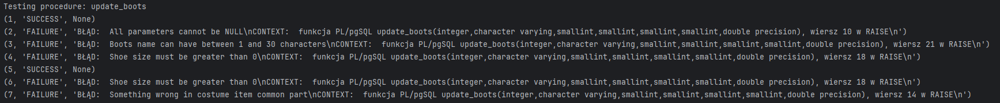 Testing procedure: update_boots
(1, 'SUCCESS', None)
(2, 'FAILURE', 'BŁĄD:  All parameters cannot be NULL\nCONTEXT:  funkcja PL/pgSQL update_boots(integer,character varying,smallint,smallint,smallint,smallint,double precision), wiersz 10 w RAISE\n')
(3, 'FAILURE', 'BŁĄD:  Boots name can have between 1 and 30 characters\nCONTEXT:  funkcja PL/pgSQL update_boots(integer,character varying,smallint,smallint,smallint,smallint,double precision), wiersz 21 w RAISE\n')
(4, 'FAILURE', 'BŁĄD:  Shoe size must be greater than 0\nCONTEXT:  funkcja PL/pgSQL update_boots(integer,character varying,smallint,smallint,smallint,smallint,double precision), wiersz 18 w RAISE\n')
(5, 'SUCCESS', None)
(6, 'FAILURE', 'BŁĄD:  Shoe size must be greater than 0\nCONTEXT:  funkcja PL/pgSQL update_boots(integer,character varying,smallint,smallint,smallint,smallint,double precision), wiersz 18 w RAISE\n')
(7, 'FAILURE', 'BŁĄD:  Something wrong in costume item common part\nCONTEXT:  funkcja PL/pgSQL update_boots(integer,character varying,smallint,smallint,smallint,smallint,double precision), wiersz 14 w RAISE\n')